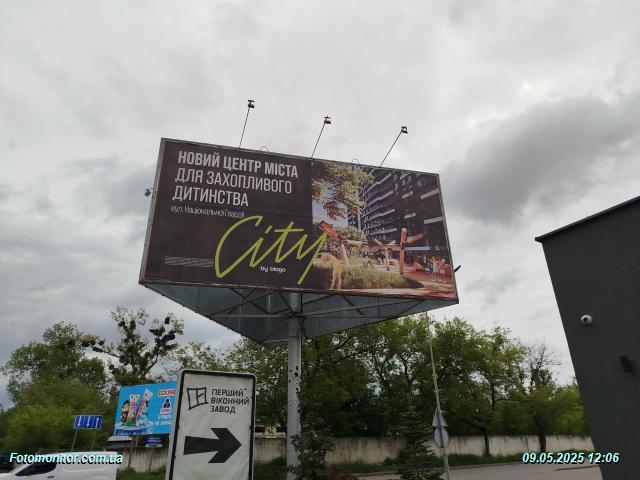 НОВИЙ ЦЕНТР МІСТА
ДЛЯ ЗАХОПЛИВОГО
ДИТИНСТВА
вул. Національної Гвардії
City
by blago
ПЕРШИЙ
ВІКОННИЙ
ЗАВОД
Fotomonitor.com.ua
09.05.2025 12:06